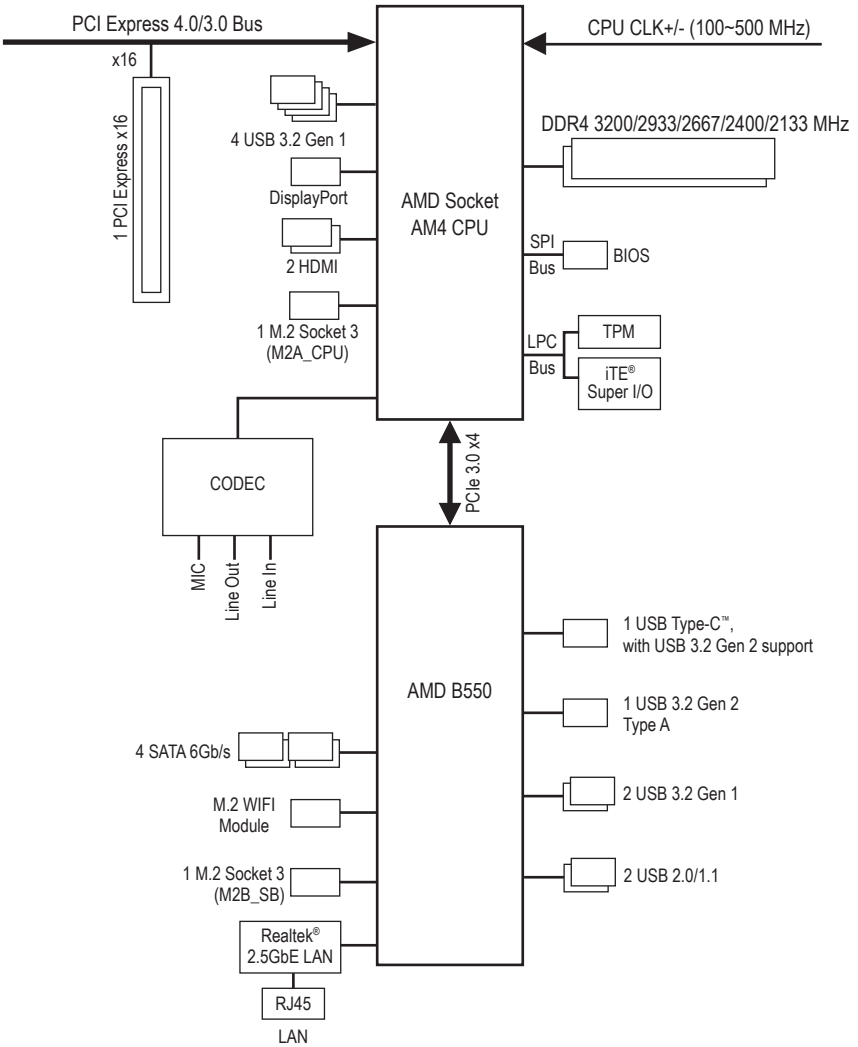 PCI Express 4.0/3.0 Bus
CPU CLK+/- (100~500 MHz)
x16
1 PCI Express x16
4 USB 3.2 Gen 1
DisplayPort
2 HDMI
1 M.2 Socket 3
(M2A_CPU)
AMD Socket
AM4 CPU
DDR4 3200/2933/2667/2400/2133 MHz
SPI
Bus
BIOS
LPC
Bus
TPM
iTE®
Super I/O
CODEC
MIC
Line Out
Line In
PCIe 3.0 x4
AMD B550
1 USB Type-C™,
with USB 3.2 Gen 2 support
1 USB 3.2 Gen 2
Type A
2 USB 3.2 Gen 1
2 USB 2.0/1.1
4 SATA 6Gb/s
M.2 WIFI
Module
1 M.2 Socket 3
(M2B_SB)
Realtek®
2.5GbE LAN
RJ45
LAN